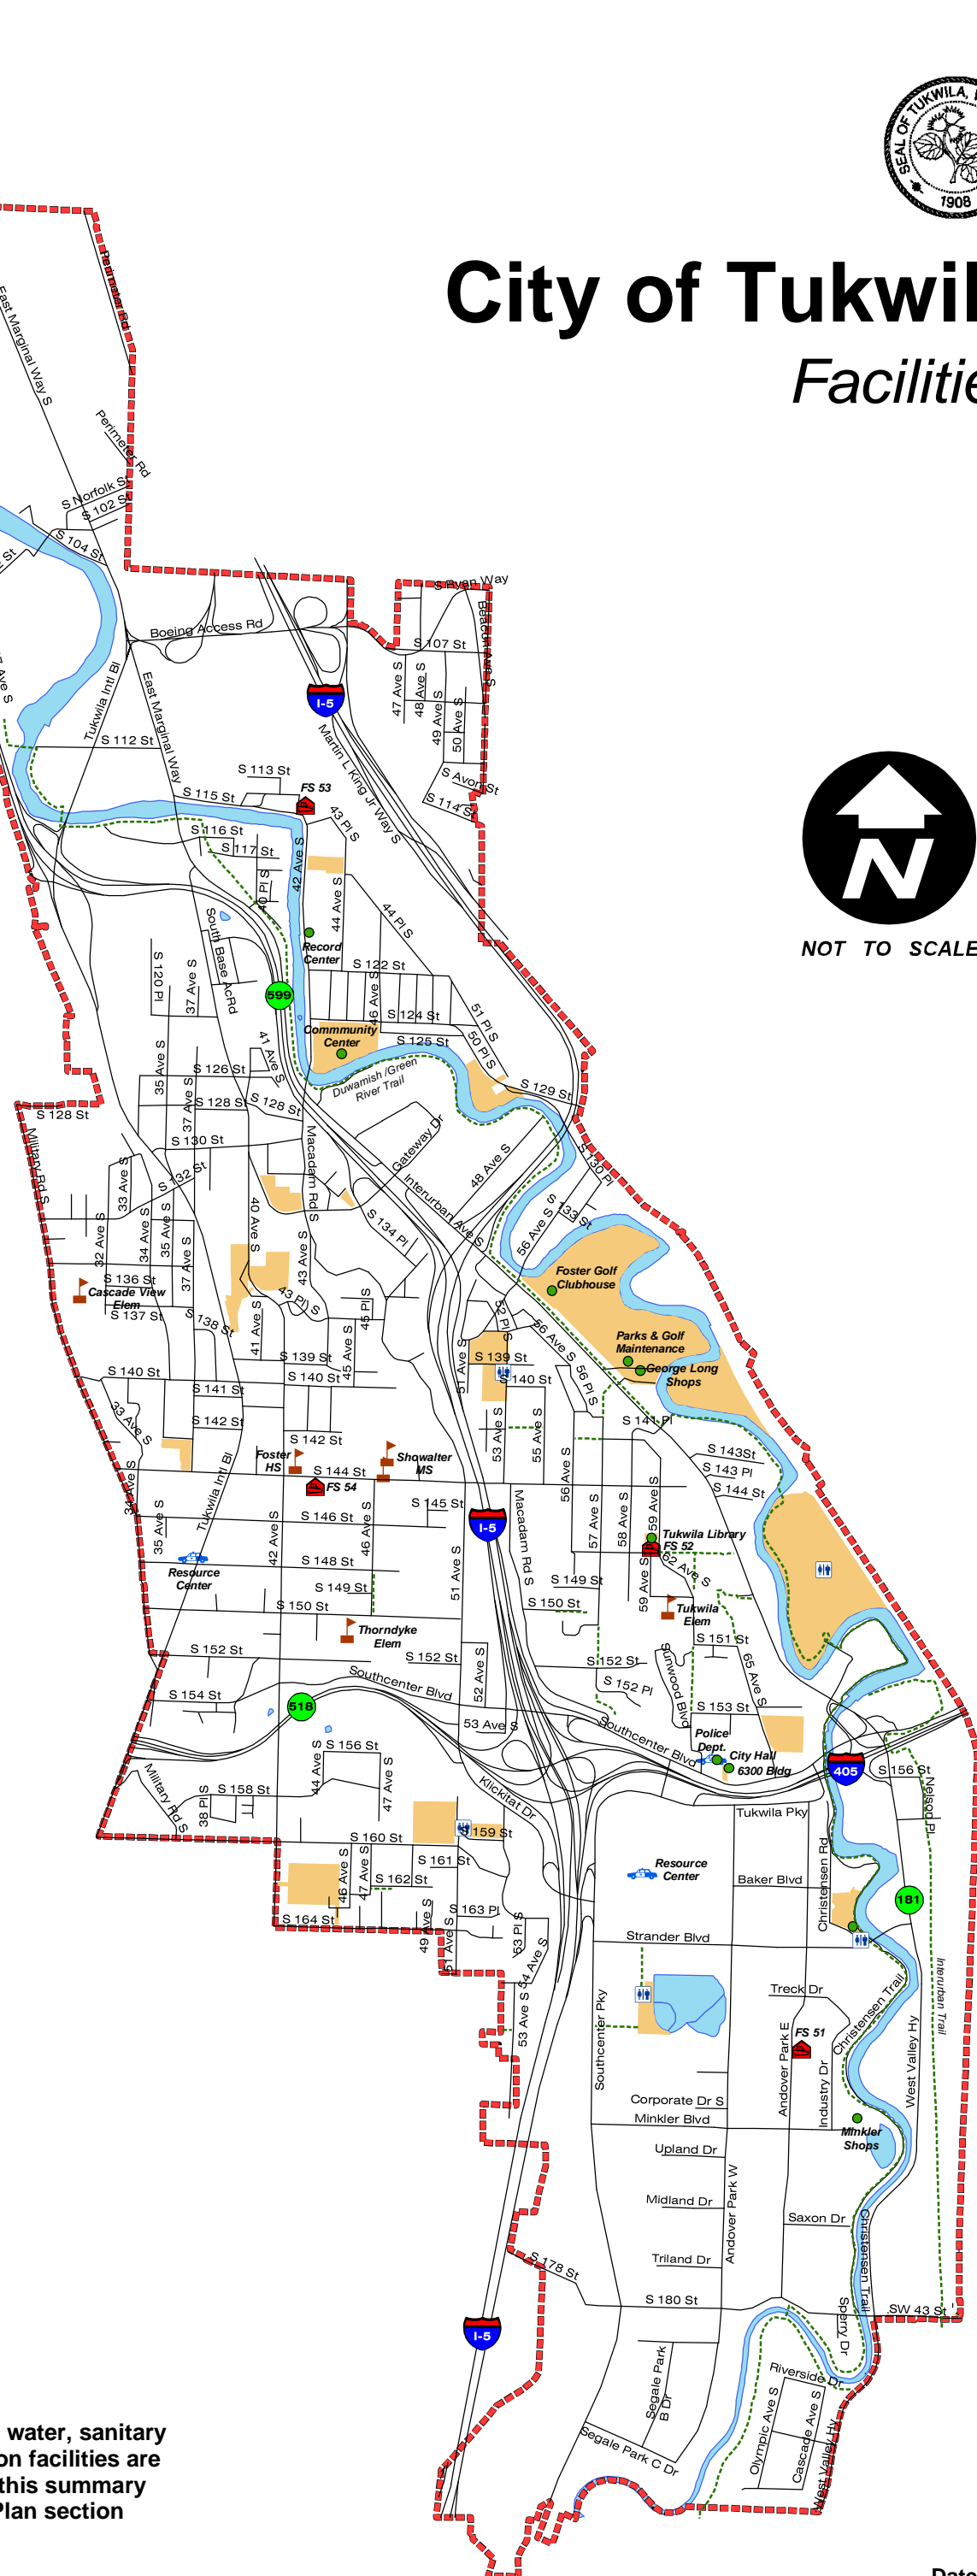 SEAL OF TUKWILA,
1908
City of Tukwil
Facilitie
Perimeter Rd
East Marginal Way S
Perimeter Rd
S Norfolk St
S 102 St
S 104 St
St
S Ryan Way
Boeing Access Rd
Beacon Ave S
S 107 St
47 Ave S
48 Ave S
49 Ave S
50 Ave S
Ave S
Tukwila Intl Bl
East Marginal Way
I-5
Martin L King Jr Way S
S 112 St
S 113 St
S Avon St
S 114 St
FS 53
S 115 St
43 Pl S
S 116 St
S 117 St
42 Ave S
40 Pl S
44 Ave S
44 Pl S
N
NOT TO SCALE
South Base AcRd
Record
Center
S 122 St
S 120 Pl
37 Ave S
599
46 Ave S
51 Pl S
S 124 St
Commmunity
Center
S 125 St
50 Pl S
41 Ave S
35 Ave S
S 126 St
Duwamish /Green
River Trail
S 129 St
37 Ave S
S 128 St
S 128 St
S 128 St
S 130 St
Military Rd S
Macadam Rd S
Gateway Dr
48 Ave S
S 130 Pl
33 Ave S
S 132 St
Interurban Ave S
S 133 St
56 Ave S
32 Ave S
34 Ave S
35 Ave S
37 Ave S
40 Ave S
43 Ave S
S 134 Pl
Foster Golf
Clubhouse
S 136 St
Cascade View
Elem
S 137 St
S 138 St
41 Ave S
43 Pl S
45 Pl S
45 Ave S
52 Pl S
56 Ave S
Parks & Golf
Maintenance
George Long
Shops
S 139 St
51 Ave S
S 139 St
S 140 St
S 140 St
S 140 St
56 Pl S
S 141 St
33 Ave S
S 142 St
S 142 St
53 Ave S
55 Ave S
S 141 Pl
S 143St
S 143 Pl
S 144 St
Foster
HS
Showalter
MS
S 144 St
FS 54
34 Ave S
Tukwila Intl Bl
56 Ave S
S 145 St
S 146 St
35 Ave S
42 Ave S
46 Ave S
I-5
Macadam Rd S
57 Ave S
58 Ave S
59 Ave S
Tukwila Library
FS 52
Resource
Center
S 148 St
51 Ave S
62 Ave S
S 149 St
S 149 St
59 Ave S
S 150 St
S 150 St
Tukwila
Elem
Thorndyke
Elem
S 151 St
S 152 St
S 152 St
52 Ave S
S 152 St
Sunwood Blvd
65 Ave S
S 152 Pl
Southcenter Blvd
S 154 St
518
S 153 St
53 Ave S
Southcenter Blvd
Police
Dept.
City Hall
6300 Bldg
S 156 St
44 Ave S
405
S 156 St
Military Rd S
38 Pl S
S 158 St
47 Ave S
Klickitat Dr
Nelson Pl
Tukwila Pky
S 159 St
S 160 St
Christensen Rd
S 161 St
Resource
Center
46 Ave S
47 Ave S
S 162 St
Baker Blvd
181
S 164 St
S 163 Pl
49 Ave S
51 Ave S
53 Pl S
54 Ave S
Strander Blvd
Interurban Trail
Treck Dr
Christensen Trail
53 Ave S
Southcenter Pky
Andover Park E
FS 51
Industry Dr
West Valley Hy
Corporate Dr S
Minkler Blvd
Minkler
Shops
Upland Dr
Andover Park W
Midland Dr
Saxon Dr
Christensen Trail
Triland Dr
S 178 St
S 180 St
SW 43 St
Sperry Dr
I-5
Segale Park
B Dr
Riverside Dr
Olympic Ave S
Cascade Ave S
West Valley Hy
Segale Park C Dr
water, sanitary
on facilities are
this summary
Plan section